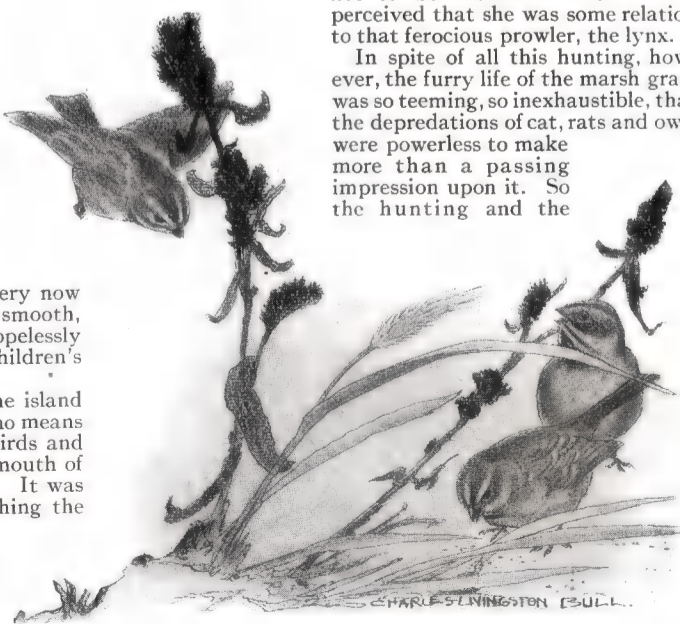 ery now
smooth,
opelessly
hildren's
ne island
no means
irds and
mouth of
It was
hing the
perceived that she was some relatio
to that ferocious prowler, the lynx.
In spite of all this hunting, how
ever, the furry life of the marsh gra
was so teeming, so inexhaustible, tha
the depredations of cat, rats and ow
were powerless to make
more than a passing
impression upon it. So
the hunting and the
CHARLES LIVINGSTON BULL.